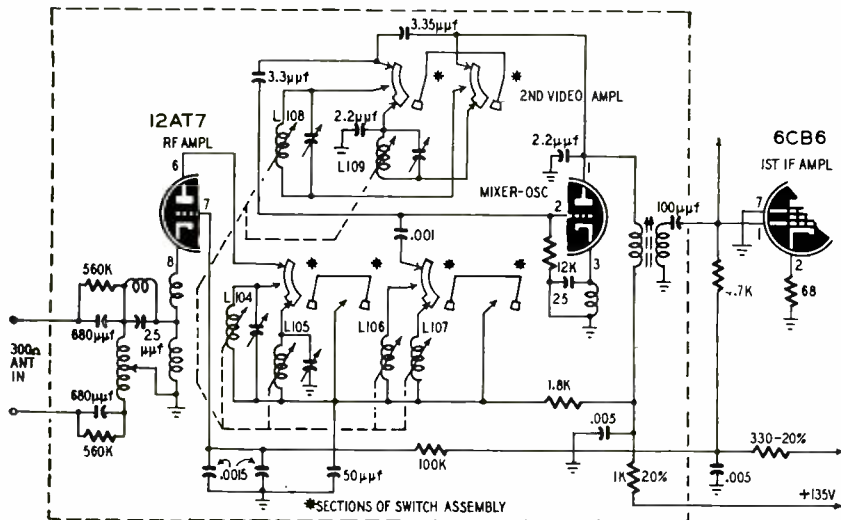 3.35µµf
3.3µµf
*
*
2ND VIDEO AMPL
12AT7
RF AMPL
6
L108
2.2µµf
L109
2.2µµf
1
6CB6
1ST IF AMPL
MIXER-OSC
7
2
100µµf
7
1
.001
8
12K
3
2
560K
*
*
*
*
25
4.7K
68
L104
25
µµf
680µµf
L105
L106
L107
300Ω
ANT
IN
680µµf
1.8K
560K
.005
330-20%
100K
.0015
50µµf
1K
20%
.005
+135V
*SECTIONS OF SWITCH ASSEMBLY